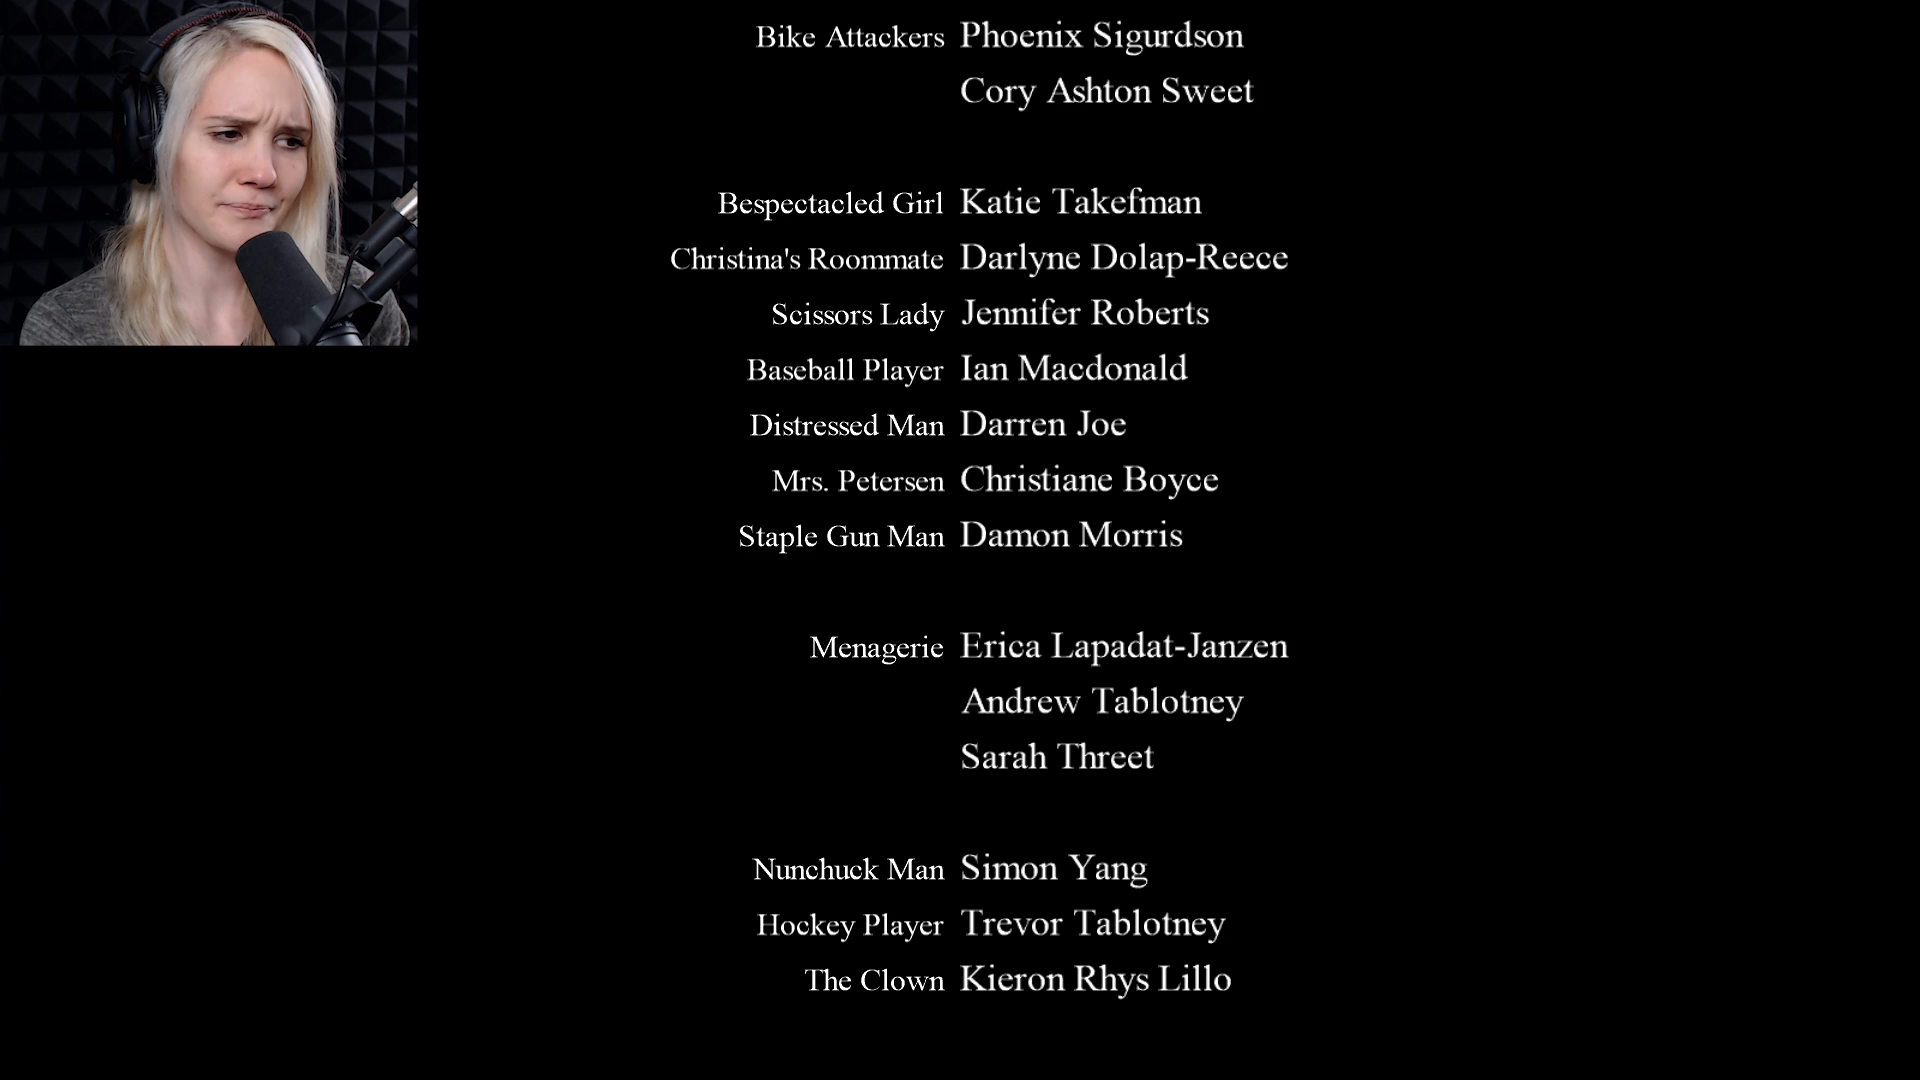 Bike Attackers Phoenix Sigurdson
Cory Ashton Sweet
Bespectacled Girl Katie Takefman
Christina's Roommate Darlyne Dolap-Reece
Scissors Lady Jennifer Roberts
Baseball Player Ian Macdonald
Distressed Man Darren Joe
Mrs. Petersen Christiane Boyce
Staple Gun Man Damon Morris
Menagerie Erica Lapadat-Janzen
Andrew Tablotney
Sarah Threet
Nunchuck Man Simon Yang
Hockey Player Trevor Tablotney
The Clown Kieron Rhys Lillo